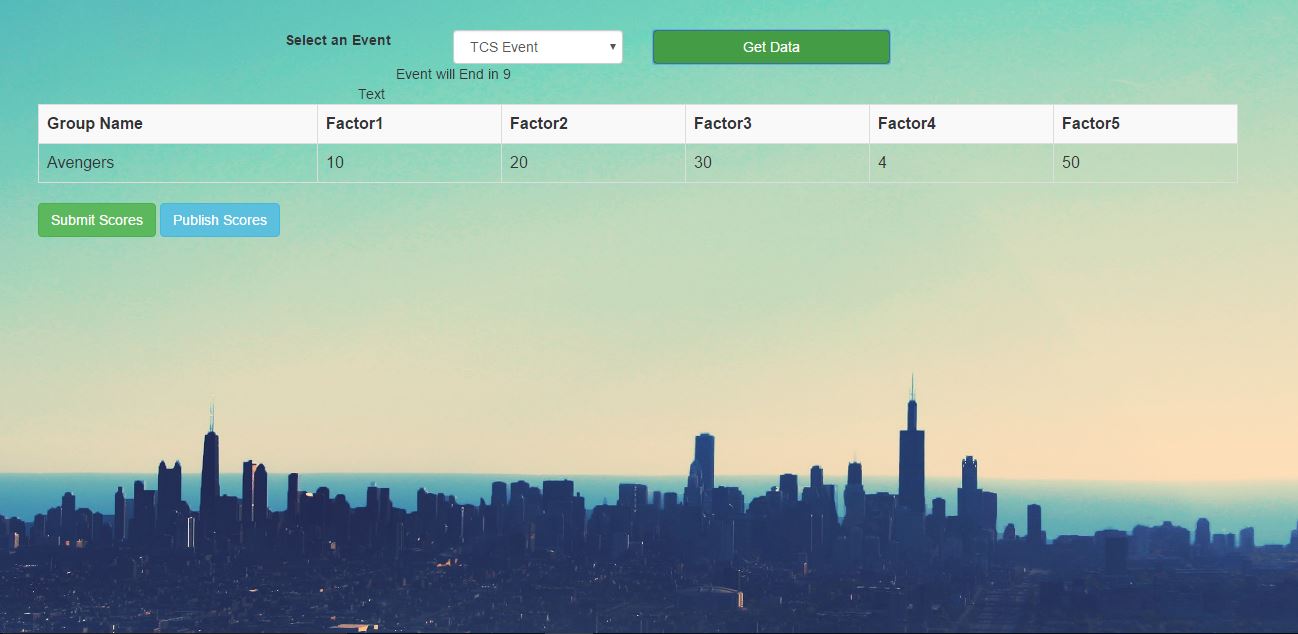 Select an Event TCS Event Get Data
Event will End in 9
Text
Group Name Factor1 Factor2 Factor3 Factor4 Factor5
Avengers 10 20 30 4 50
Submit Scores Publish Scores